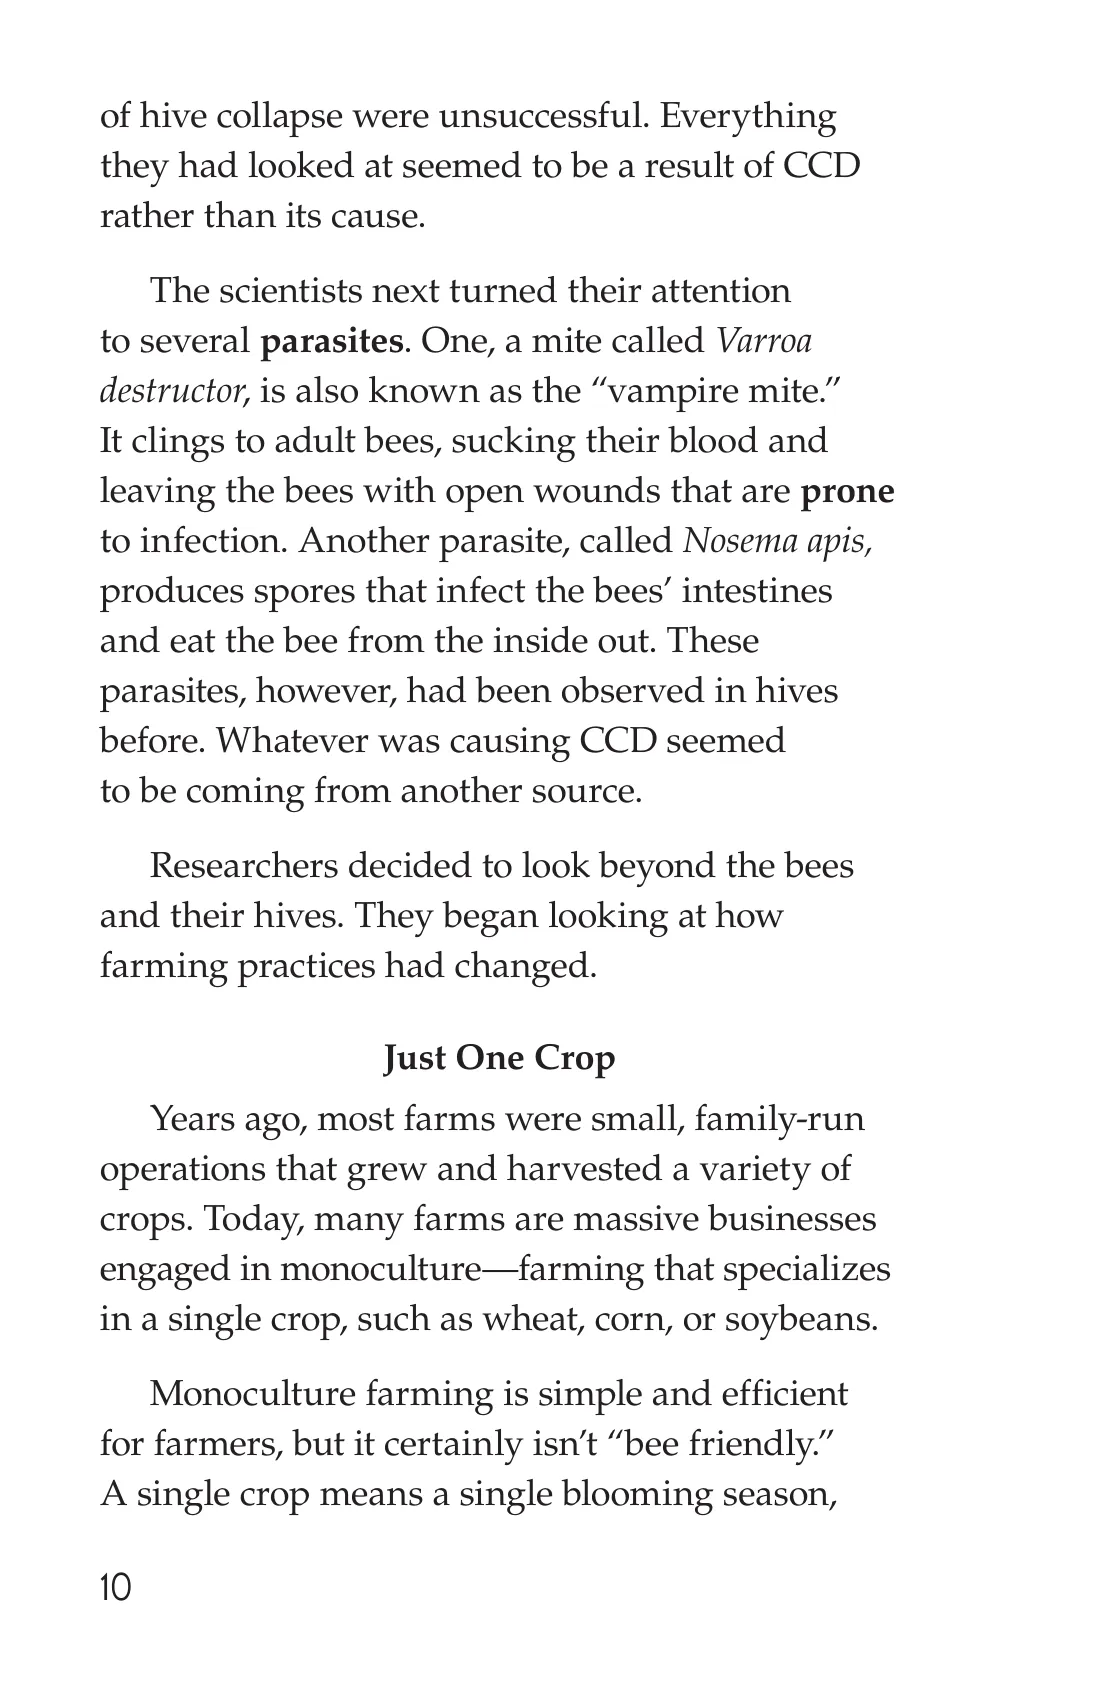 of hive collapse were unsuccessful. Everything
they had looked at seemed to be a result of CCD
rather than its cause.
The scientists next turned their attention
to several parasites. One, a mite called Varroa
destructor, is also known as the “vampire mite.”
It clings to adult bees, sucking their blood and
leaving the bees with open wounds that are prone
to infection. Another parasite, called Nosema apis,
produces spores that infect the bees’ intestines
and eat the bee from the inside out. These
parasites, however, had been observed in hives
before. Whatever was causing CCD seemed
to be coming from another source.
Researchers decided to look beyond the bees
and their hives. They began looking at how
farming practices had changed.
Just One Crop
Years ago, most farms were small, family-run
operations that grew and harvested a variety of
crops. Today, many farms are massive businesses
engaged in monoculture—farming that specializes
in a single crop, such as wheat, corn, or soybeans.
Monoculture farming is simple and efficient
for farmers, but it certainly isn’t “bee friendly.”
A single crop means a single blooming season,
10